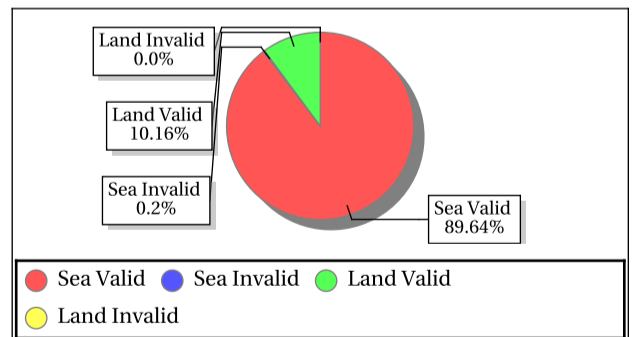 Land Invalid
0.0%
Land Valid
10.16%
Sea Invalid
0.2%
Sea Valid
89.64%
Sea Valid Sea Invalid Land Valid
Land Invalid